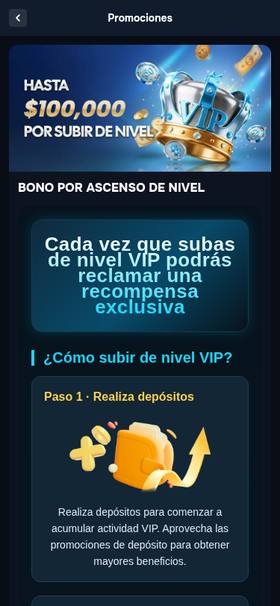 Promociones
HASTA
$100,000
POR SUBIR DE NIVEL
VIP
BONO POR ASCENSO DE NIVEL
Cada vez que subas
de nivel VIP podrás
reclamar una
recompensa
exclusiva
¿Cómo subir de nivel VIP?
Paso 1 · Realiza depósitos
Realiza depósitos para comenzar a
acumular actividad VIP. Aprovecha las
promociones de depósito para obtener
mayores beneficios.